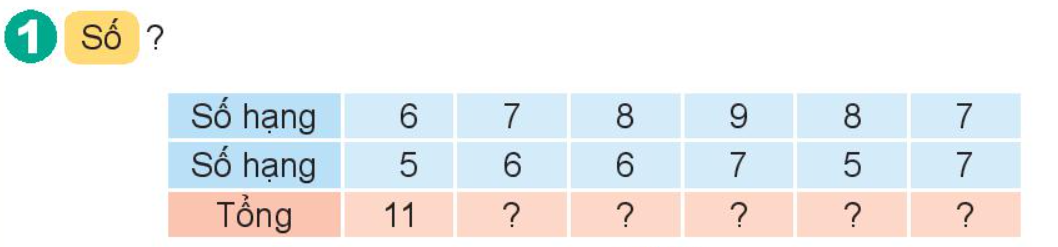 1 Số ?
Số hạng 6 7 8 9 8 7
Số hạng 5 6 6 7 5 7
Tổng 11 ? ? ? ? ?